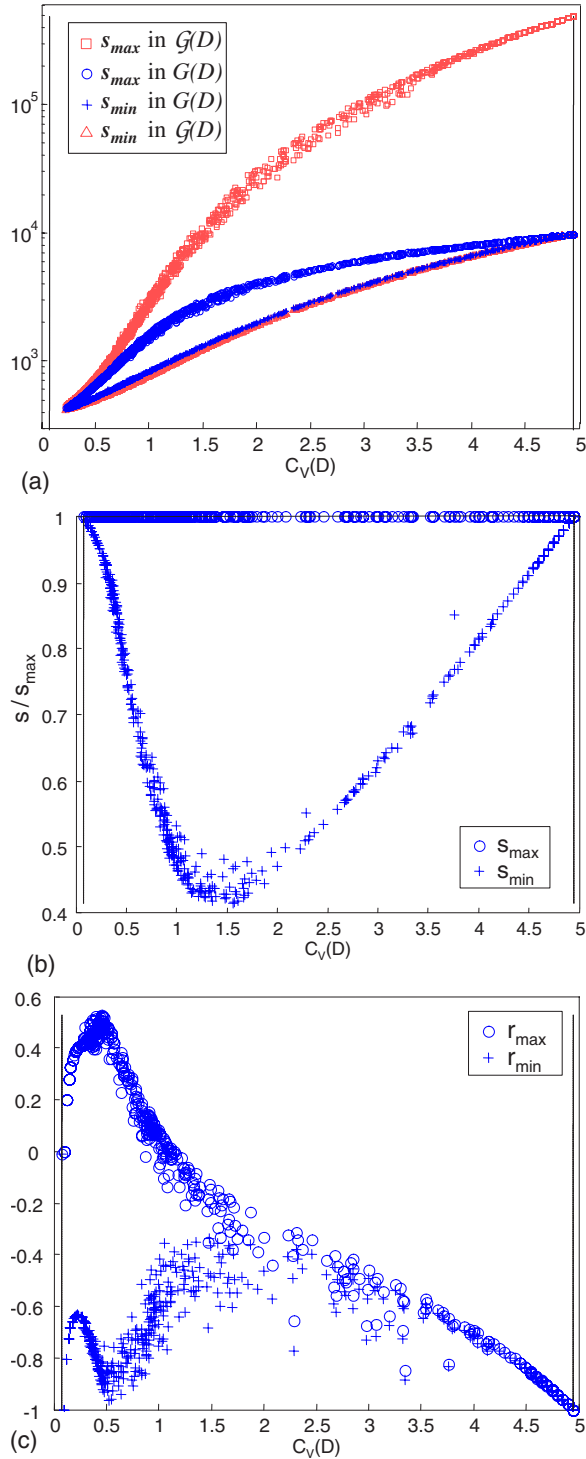 s_max in 𝒢(D)
s_max in G(D)
s_min in G(D)
s_min in 𝒢(D)
10^5
10^4
10^3
0 0.5 1 1.5 2 2.5 3 3.5 4 4.5 5
C_V(D)
(a)
1
0.9
0.8
0.7
0.6
0.5
0.4
s / s_max
s_max
s_min
0 0.5 1 1.5 2 2.5 3 3.5 4 4.5 5
C_V(D)
(b)
0.6
0.4
0.2
0
-0.2
-0.4
-0.6
-0.8
-1
r_max
r_min
0 0.5 1 1.5 2 2.5 3 3.5 4 4.5 5
C_V(D)
(c)